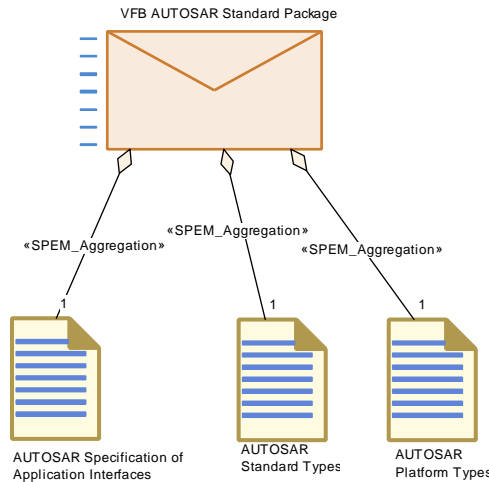 VFB AUTOSAR Standard Package
«SPEM_Aggregation»
«SPEM_Aggregation»
«SPEM_Aggregation»
1
1
1
AUTOSAR Specification of
Application Interfaces
AUTOSAR
Standard Types
AUTOSAR
Platform Types